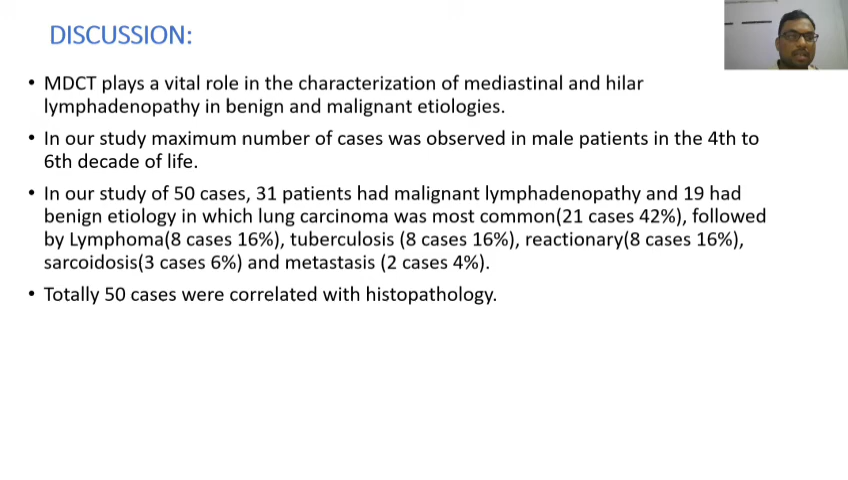 DISCUSSION:
• MDCT plays a vital role in the characterization of mediastinal and hilar
lymphadenopathy in benign and malignant etiologies.
• In our study maximum number of cases was observed in male patients in the 4th to
6th decade of life.
• In our study of 50 cases, 31 patients had malignant lymphadenopathy and 19 had
benign etiology in which lung carcinoma was most common(21 cases 42%), followed
by Lymphoma(8 cases 16%), tuberculosis (8 cases 16%), reactionary(8 cases 16%),
sarcoidosis(3 cases 6%) and metastasis (2 cases 4%).
• Totally 50 cases were correlated with histopathology.